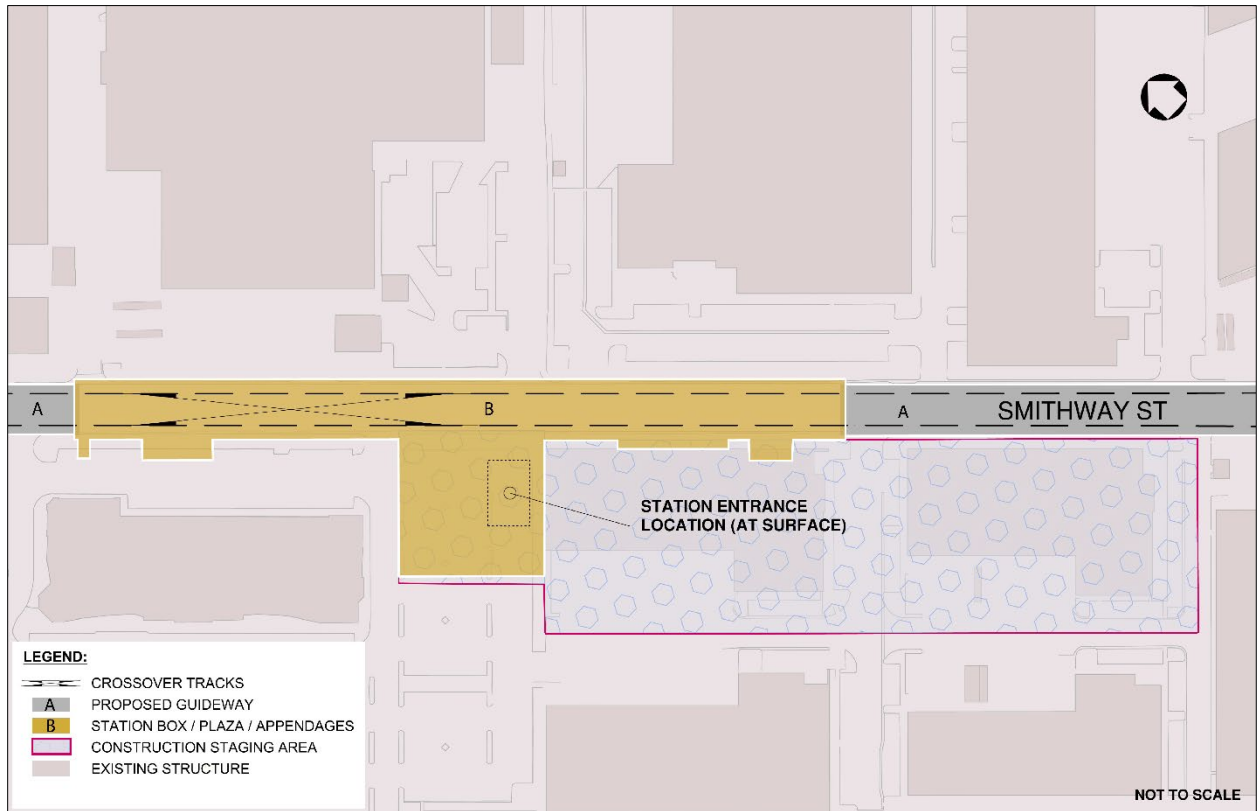 A
B
A
SMITHWAY ST
STATION ENTRANCE
LOCATION (AT SURFACE)
LEGEND:
CROSSOVER TRACKS
A PROPOSED GUIDEWAY
B STATION BOX / PLAZA / APPENDAGES
CONSTRUCTION STAGING AREA
EXISTING STRUCTURE
NOT TO SCALE